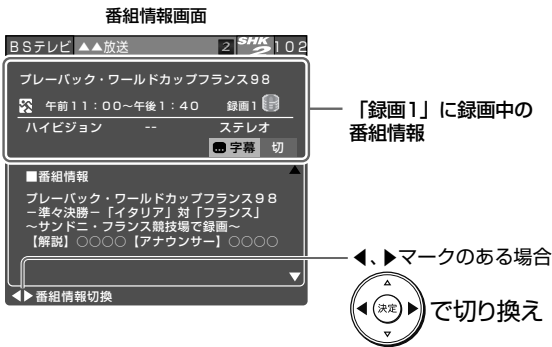 番組情報画面
BSテレビ ▲▲放送 2 SHK 2 102
プレーバック・ワールドカップフランス98
午前11：00～午後1：40 録画1
ハイビジョン -- ステレオ
字幕 切
■番組情報
プレーバック・ワールドカップフランス98
－準々決勝－「イタリア」対「フランス」
～サンドニ・フランス競技場で録画～
【解説】○○○○【アナウンサー】○○○○
◀▶番組情報切換
「録画1」に録画中の
番組情報
◀、▶マークのある場合
決定
で切り換え